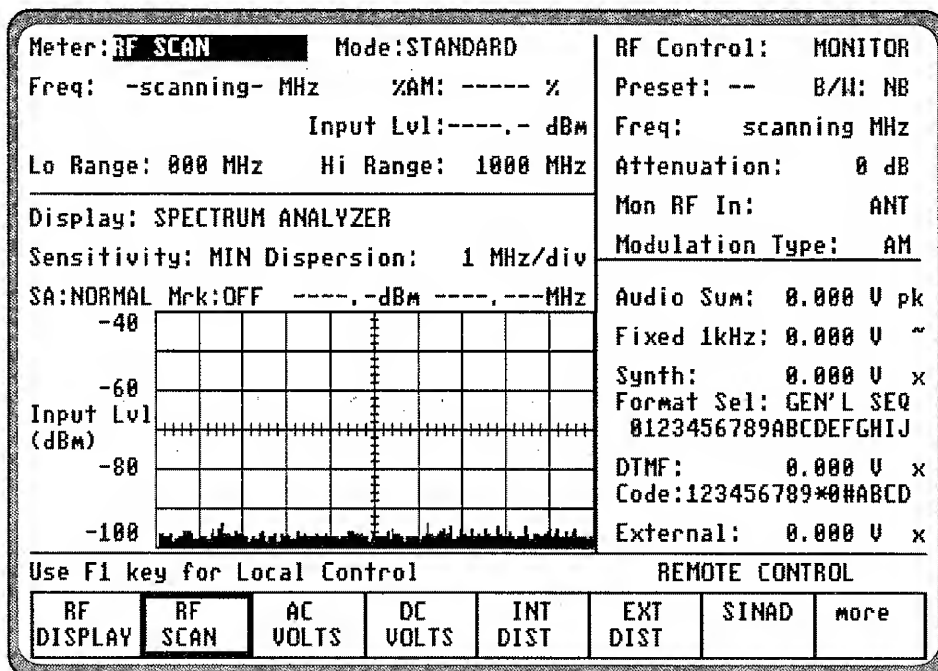 Meter:RF SCAN Mode:STANDARD
Freq: -scanning- MHz %AM: ----- %
Input Lvl:----.- dBm
Lo Range: 000 MHz Hi Range: 1000 MHz
Display: SPECTRUM ANALYZER
Sensitivity: MIN Dispersion: 1 MHz/div
SA:NORMAL Mrk:OFF ----.-dBm ----.---MHz
-40
-60
Input Lvl
(dBm)
-80
-100
RF Control: MONITOR
Preset: -- B/W: NB
Freq: scanning MHz
Attenuation: 0 dB
Mon RF In: ANT
Modulation Type: AM
Audio Sum: 0.000 V pk
Fixed 1kHz: 0.000 V ~
Synth: 0.000 V x
Format Sel: GEN'L SEQ
0123456789ABCDEFGHIJ
DTMF: 0.000 V x
Code:123456789*0#ABCD
External: 0.000 V x
Use F1 key for Local Control REMOTE CONTROL
RF DISPLAY
RF SCAN
AC VOLTS
DC VOLTS
INT DIST
EXT DIST
SINAD
more